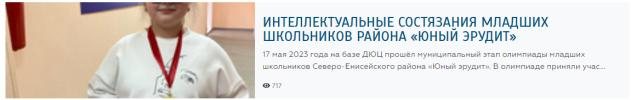 ИНТЕЛЛЕКТУАЛЬНЫЕ СОСТЯЗАНИЯ МЛАДШИХ
ШКОЛЬНИКОВ РАЙОНА «ЮНЫЙ ЭРУДИТ»
17 мая 2023 года на базе ДЮЦ прошёл муниципальный этап олимпиады младших
школьников Северо-Енисейского района «Юный эрудит». В олимпиаде приняли учас...
717